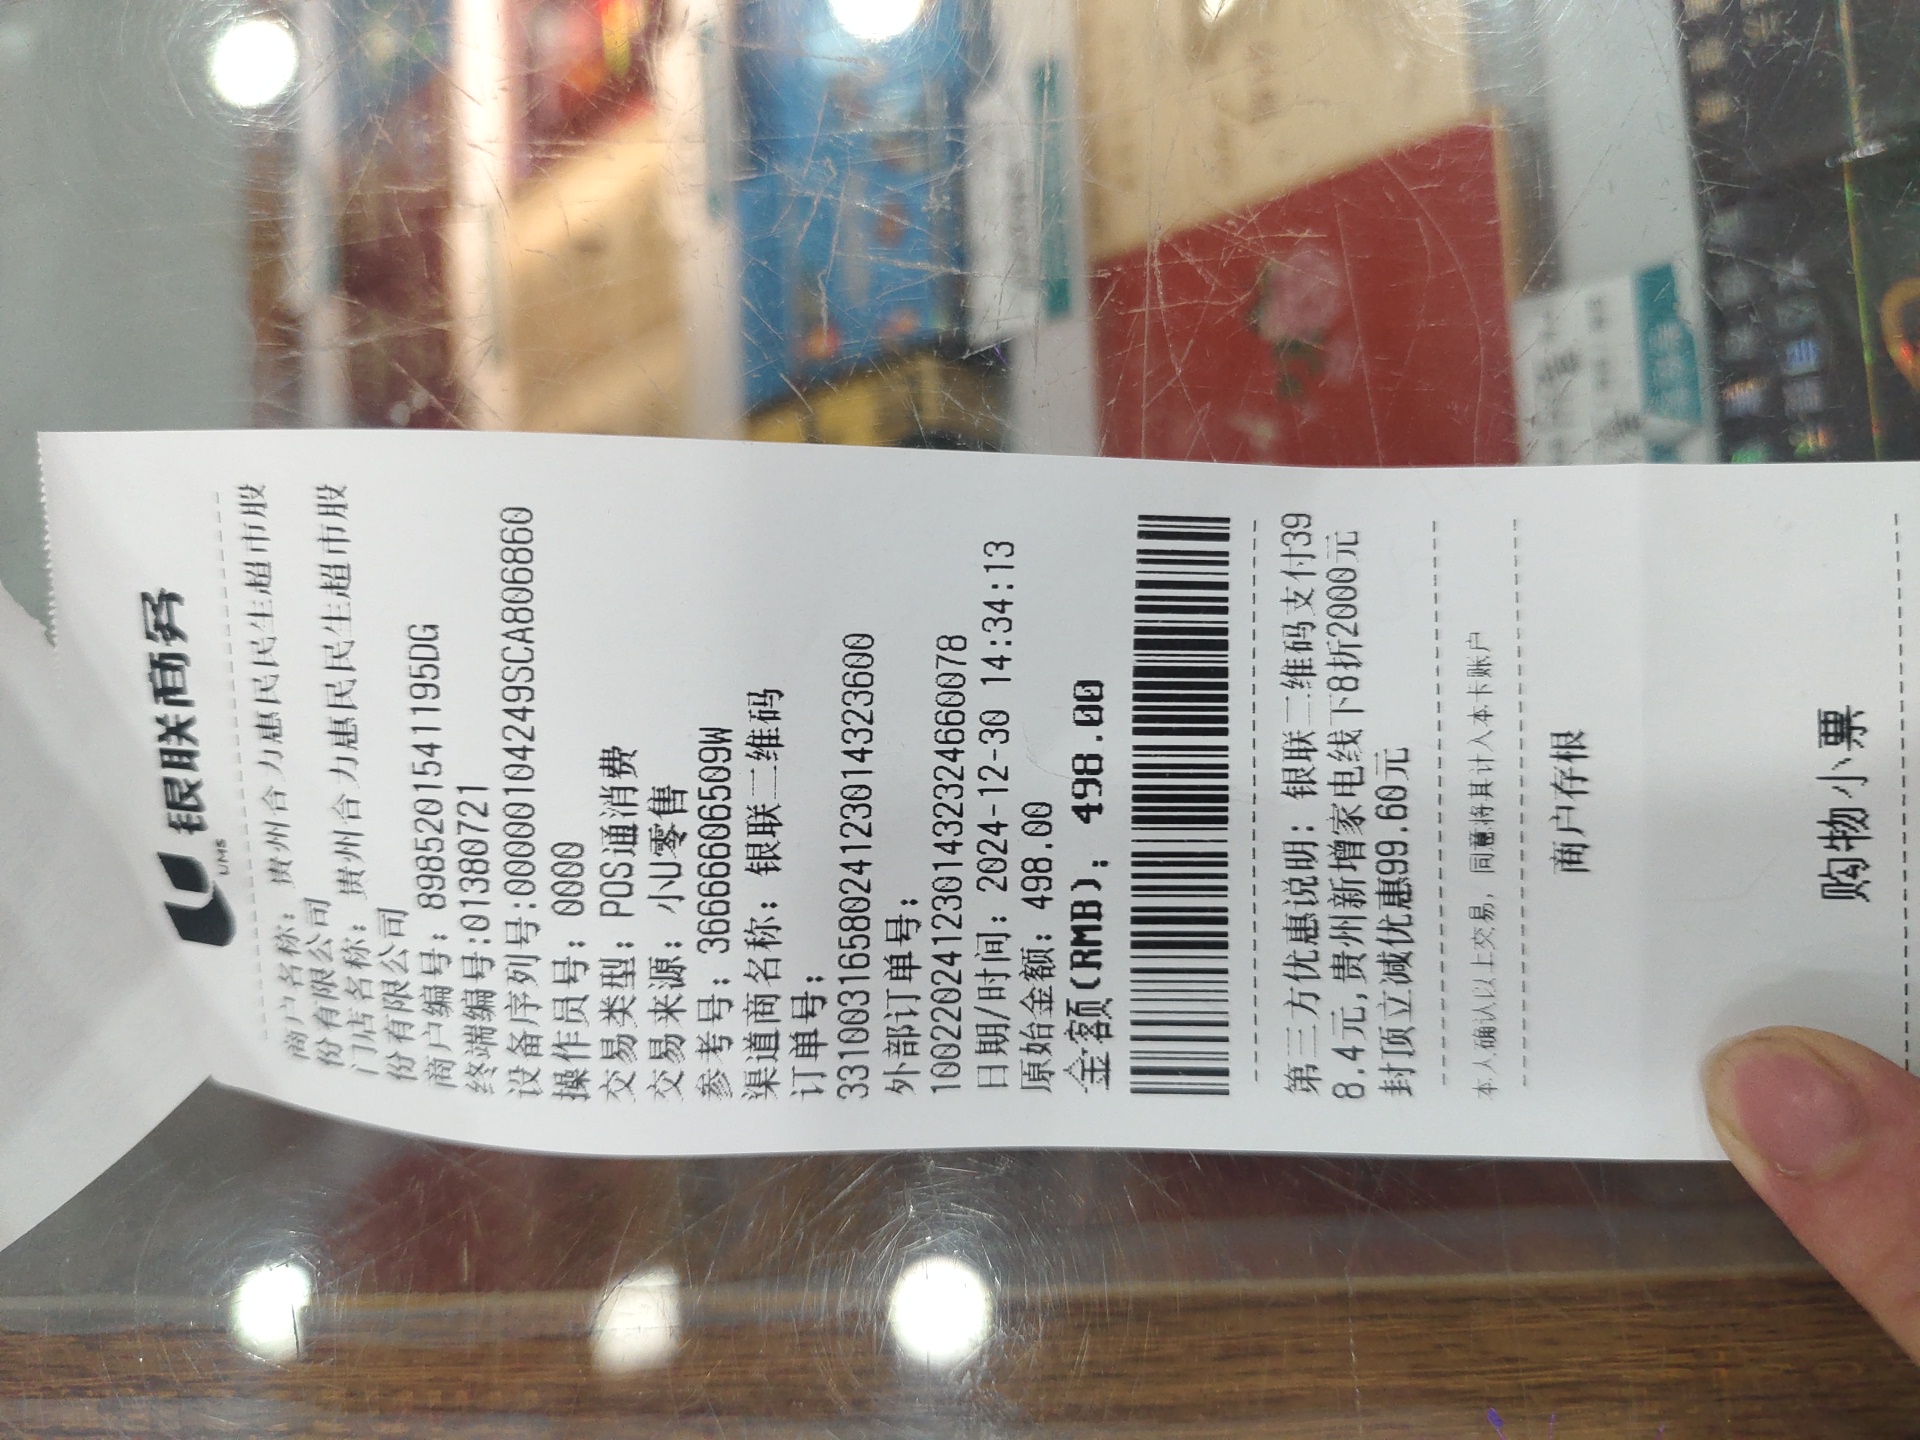 银联商务
UMS
商户名称: 贵州合力惠民民生超市股
份有限公司
门店名称: 贵州合力惠民民生超市股
份有限公司
商户编号: 8985201541195DG
终端编号:01380721
设备序列号:0000104249SCA806860
操作员号: 0000
交易类型: POS通消费
交易来源: 小U零售
参考号: 36666606509W
渠道商名称: 银联二维码
订单号:
3310031658024123014323600
外部订单号:
1002202412301432324660078
日期/时间: 2024-12-30 14:34:13
原始金额: 498.00
金额(RMB): 498.00
第三方优惠说明: 银联二维码支付39
8.4元,贵州新增家电线下8折2000元
封顶立减优惠99.60元
本人确认以上交易, 同意将其计入本卡账户
商户存根
购物小票